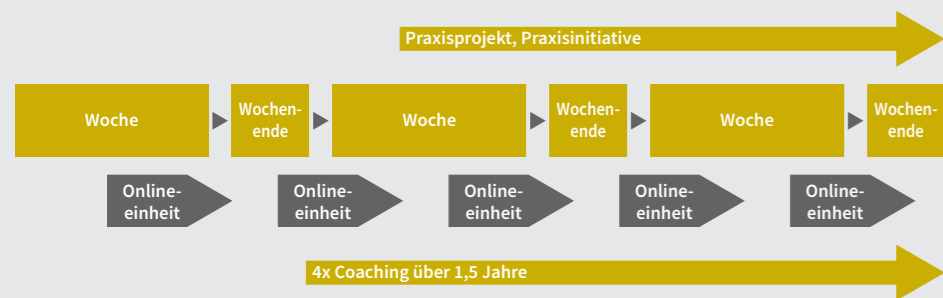 Praxisprojekt, Praxisinitiative
Woche
Wochen-
ende
Woche
Wochen-
ende
Woche
Wochen-
ende
Online-
einheit
Online-
einheit
Online-
einheit
Online-
einheit
Online-
einheit
4x Coaching über 1,5 Jahre